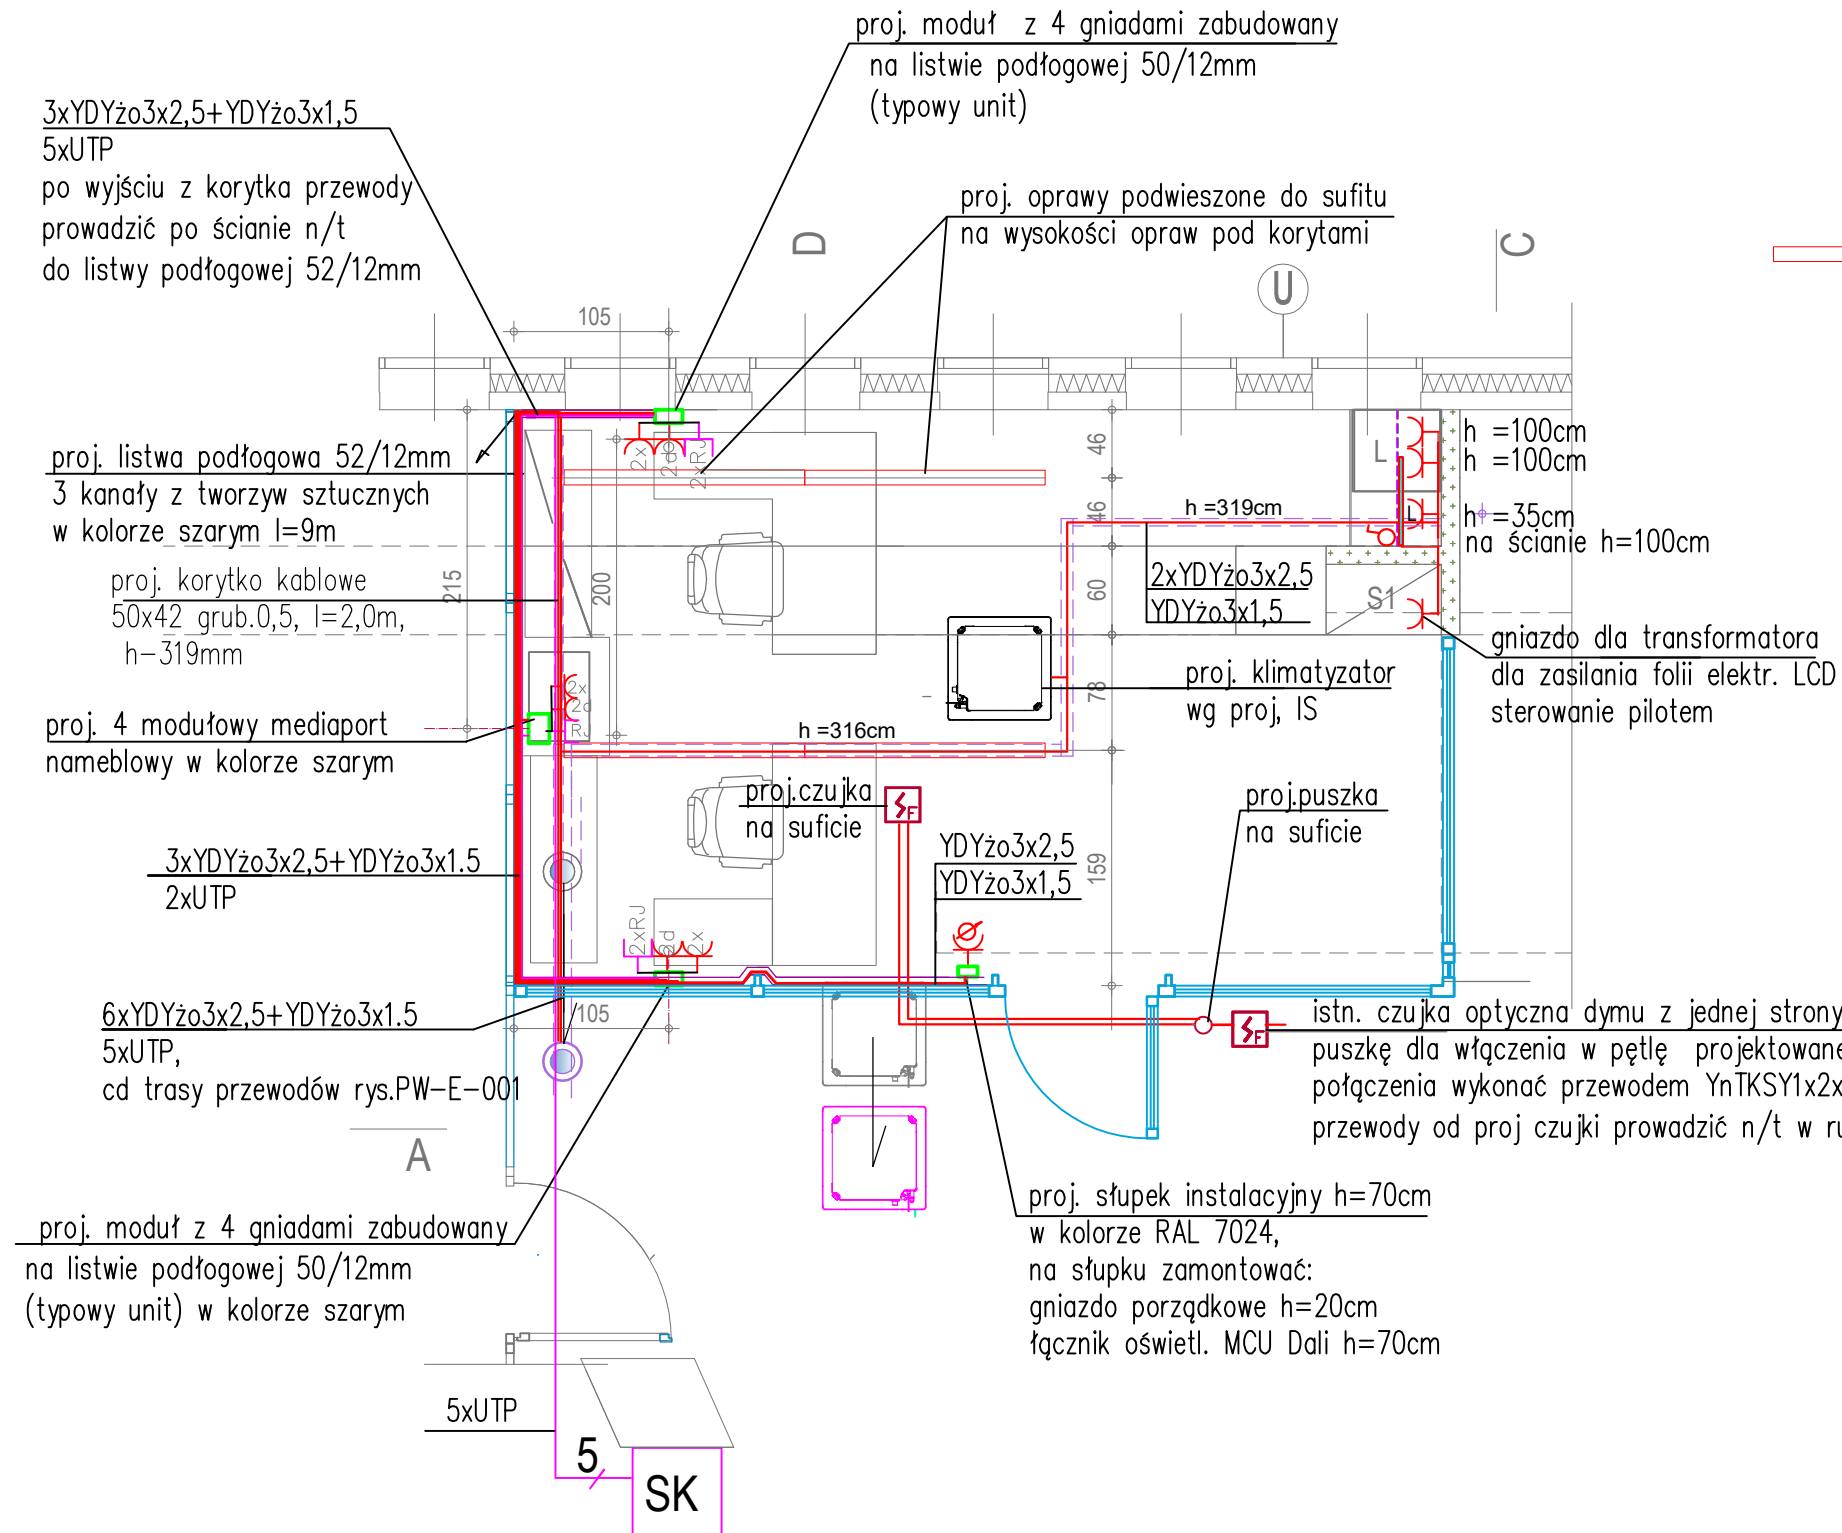 proj. moduł z 4 gniadami zabudowany
na listwie podłogowej 50/12mm
(typowy unit)
3xYDYżo3x2,5+YDYżo3x1,5
5xUTP
po wyjściu z korytka przewody
prowadzić po ścianie n/t
do listwy podłogowej 52/12mm
proj. oprawy podwieszone do sufitu
na wysokości opraw pod korytami
D
C
U
105
proj. listwa podłogowa 52/12mm
3 kanały z tworzyw sztucznych
w kolorze szarym l=9m
proj. korytko kablowe
50x42 grub.0,5, l=2,0m,
h-319mm
215
200
2x
2d
2xRJ
46
46
60
78
159
h =319cm
L
L
S1
h =100cm
h =100cm
h =35cm
na ścianie h=100cm
2xYDYżo3x2,5
YDYżo3x1,5
gniazdo dla transformatora
dla zasilania folii elektr. LCD
sterowanie pilotem
proj. klimatyzator
wg proj, IS
proj. 4 modułowy mediaport
nameblowy w kolorze szarym
2x
2d
RJ
h =316cm
proj.czujka
na suficie
F
proj.puszka
na suficie
YDYżo3x2,5
YDYżo3x1,5
3xYDYżo3x2,5+YDYżo3x1.5
2xUTP
2xRJ
2d
2x
6xYDYżo3x2,5+YDYżo3x1.5
5xUTP,
cd trasy przewodów rys.PW-E-001
105
A
F
istn. czujka optyczna dymu z jednej strony
puszkę dla włączenia w pętlę projektowane
połączenia wykonać przewodem YnTKSY1x2x
przewody od proj czujki prowadzić n/t w
proj. słupek instalacyjny h=70cm
w kolorze RAL 7024,
na słupku zamontować:
gniazdo porządkowe h=20cm
łącznik oświetl. MCU Dali h=70cm
proj. moduł z 4 gniadami zabudowany
na listwie podłogowej 50/12mm
(typowy unit) w kolorze szarym
5xUTP
5
SK